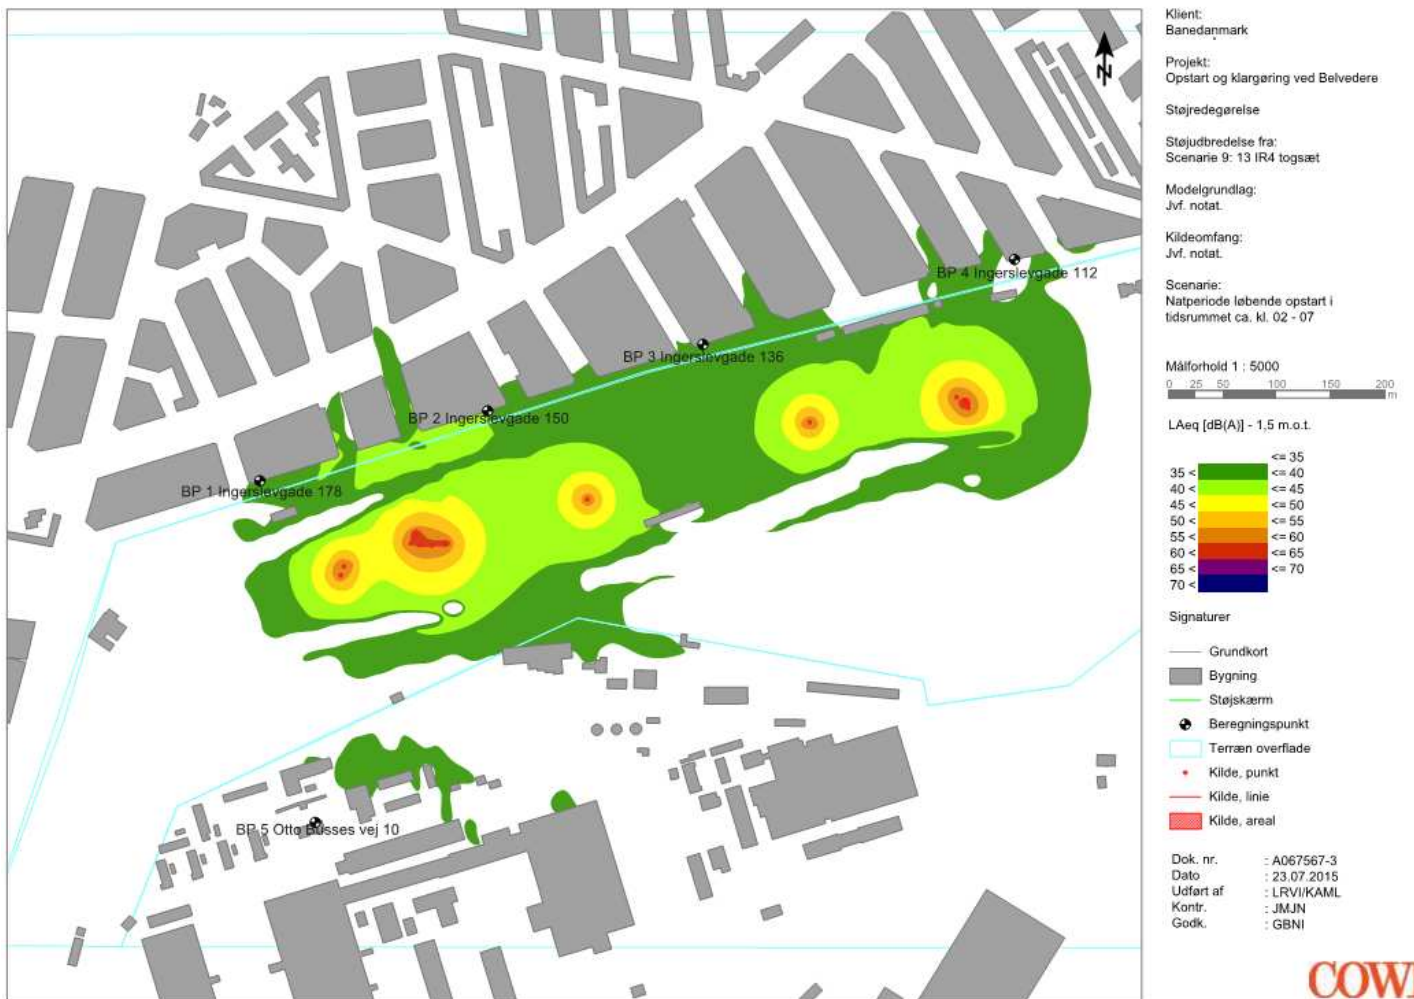 Klient:
Banedanmark
Projekt:
Opstart og klargøring ved Belvedere
Støjredegørelse
Støjudbredelse fra:
Scenarie 9: 13 IR4 togsæt
Modelgrundlag:
Jvf. notat.
Kildeomfang:
Jvf. notat.
Scenarie:
Natperiode løbende opstart i
tidsrummet ca. kl. 02 - 07
Målforhold 1 : 5000
0 25 50 100 150 200
m
LAeq [dB(A)] - 1,5 m.o.t.
<= 35
35 < <= 40
40 < <= 45
45 < <= 50
50 < <= 55
55 < <= 60
60 < <= 65
65 < <= 70
70 <
Signaturer
Grundkort
Bygning
Støjskærm
Beregningspunkt
Terræn overflade
Kilde, punkt
Kilde, linie
Kilde, areal
Dok. nr. : A067567-3
Dato : 23.07.2015
Udført af : LRVI/KAML
Kontr. : JMJN
Godk. : GBNI
COWI
N
BP 4 Ingerslevgade 112
BP 3 Ingerslevgade 136
BP 2 Ingerslevgade 150
BP 1 Ingerslevgade 178
BP 5 Otto Busses vej 10